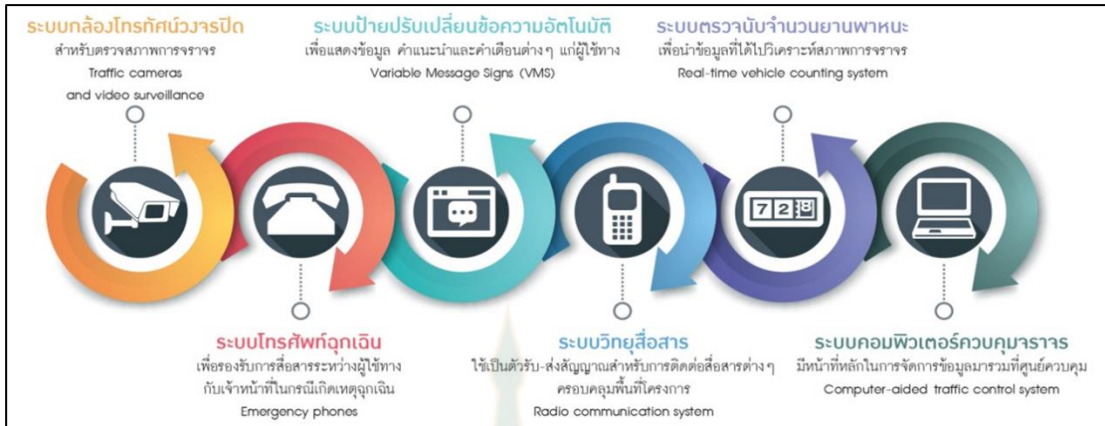 ระบบกล้องโทรทัศน์วงจรปิด
สำหรับตรวจสภาพการจราจร
Traffic cameras
and video surveillance
ระบบป้ายปรับเปลี่ยนข้อความอัตโนมัติ
เพื่อแสดงข้อมูล คำแนะนำและคำเตือนต่างๆ แก่ผู้ใช้ทาง
Variable Message Signs (VMS)
ระบบตรวจนับจำนวนยานพาหนะ
เพื่อนำข้อมูลที่ได้ไปวิเคราะห์สภาพการจราจร
Real-time vehicle counting system
728
ระบบโทรศัพท์ฉุกเฉิน
เพื่อรองรับการสื่อสารระหว่างผู้ใช้ทาง
กับเจ้าหน้าที่ในกรณีเกิดเหตุฉุกเฉิน
Emergency phones
ระบบวิทยุสื่อสาร
ใช้เป็นตัวรับ-ส่งสัญญาณสำหรับการติดต่อสื่อสารต่างๆ
ครอบคลุมพื้นที่โครงการ
Radio communication system
ระบบคอมพิวเตอร์ควบคุมจราจร
มีหน้าที่หลักในการจัดการข้อมูลมารวมที่ศูนย์ควบคุม
Computer-aided traffic control system